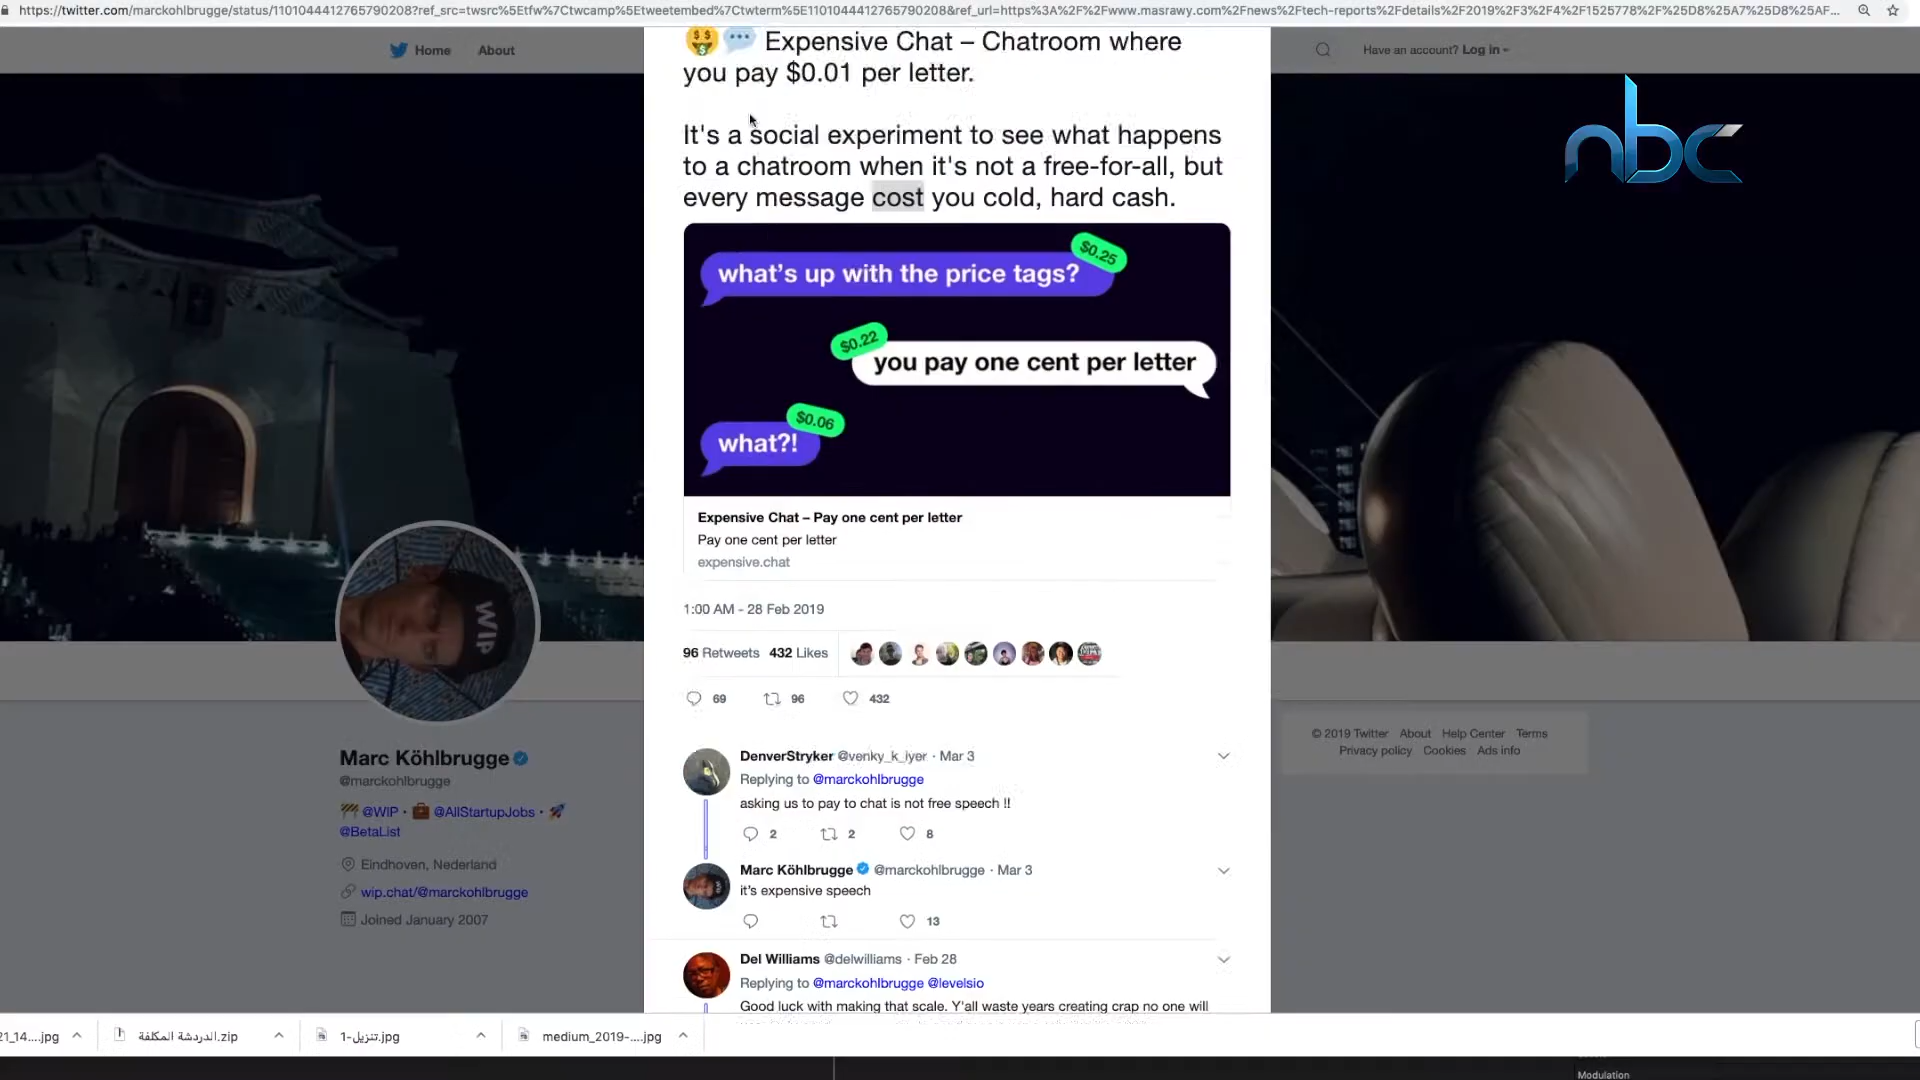 https://twitter.com/marckohlbrugge/status/1101044412765790208?ref_src=twsrc%5Etfw%7Ctwcamp%5Etweetembed%7Ctwterm%5E1101044412765790208&ref_url=https%3A%2F%2Fwww.masrawy.com%2Fnews%2Ftech-reports%2Fdetails%2F2019%2F3%2F4%2F1525778%2F%25D8%25A7%25D8%25AF...
Home
About
Have an account? Log in
nbc
Expensive Chat – Chatroom where
you pay $0.01 per letter.
It's a social experiment to see what happens
to a chatroom when it's not a free-for-all, but
every message cost you cold, hard cash.
$0.25
what's up with the price tags?
$0.22
you pay one cent per letter
$0.06
what?!
Expensive Chat – Pay one cent per letter
Pay one cent per letter
expensive.chat
1:00 AM - 28 Feb 2019
96 Retweets 432 Likes
69 96 432
WIP
Marc Köhlbrugge
@marckohlbrugge
@WIP · @AllStartupJobs ·
@BetaList
Eindhoven, Nederland
wip.chat/@marckohlbrugge
Joined January 2007
© 2019 Twitter About Help Center Terms
Privacy policy Cookies Ads info
DenverStryker @venky_k_iyer · Mar 3
Replying to @marckohlbrugge
asking us to pay to chat is not free speech !!
2 2 8
Marc Köhlbrugge @marckohlbrugge · Mar 3
it's expensive speech
13
Del Williams @delwilliams · Feb 28
Replying to @marckohlbrugge @levelsio
Good luck with making that scale. Y'all waste years creating crap no one will
21_14....jpg
الدردشة المكلفة.zip
تنزيل-1.jpg
medium_2019-....jpg
Modulation